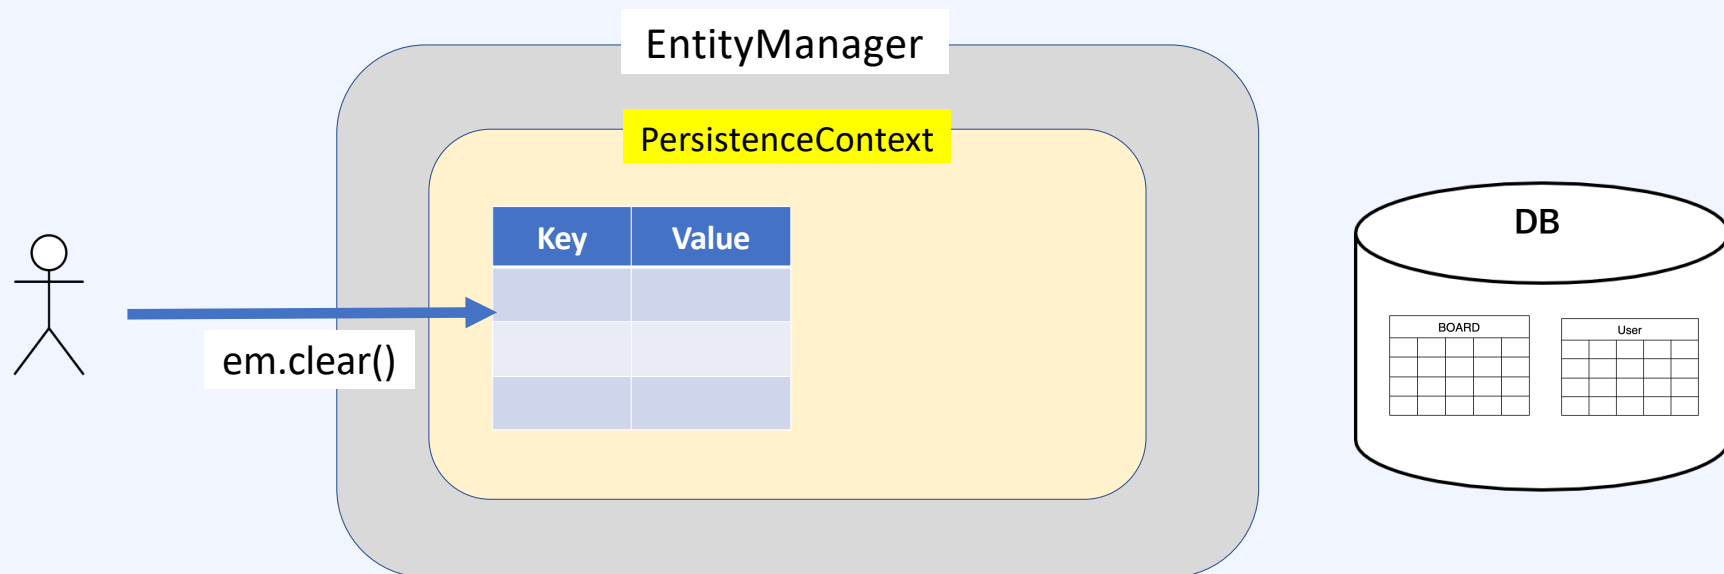 EntityManager
PersistenceContext
Key Value
em.clear()
DB
BOARD
User